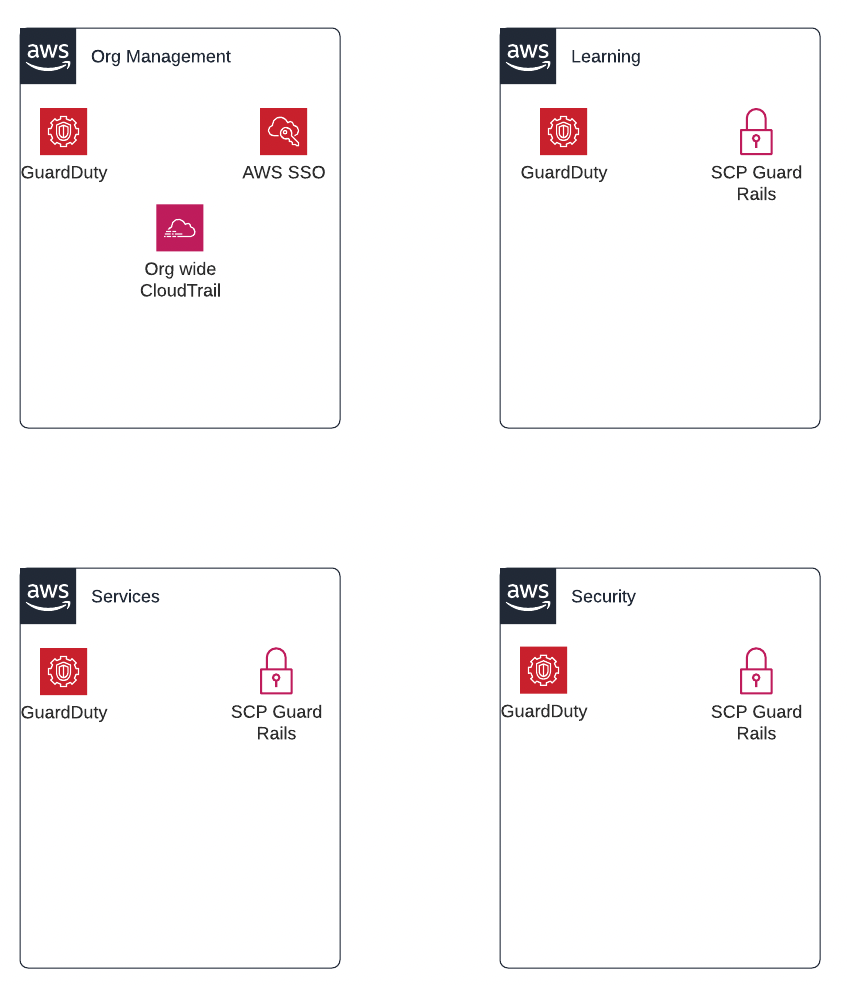 aws
Org Management
GuardDuty
AWS SSO
Org wide
CloudTrail
aws
Learning
GuardDuty
SCP Guard
Rails
aws
Services
GuardDuty
SCP Guard
Rails
aws
Security
GuardDuty
SCP Guard
Rails